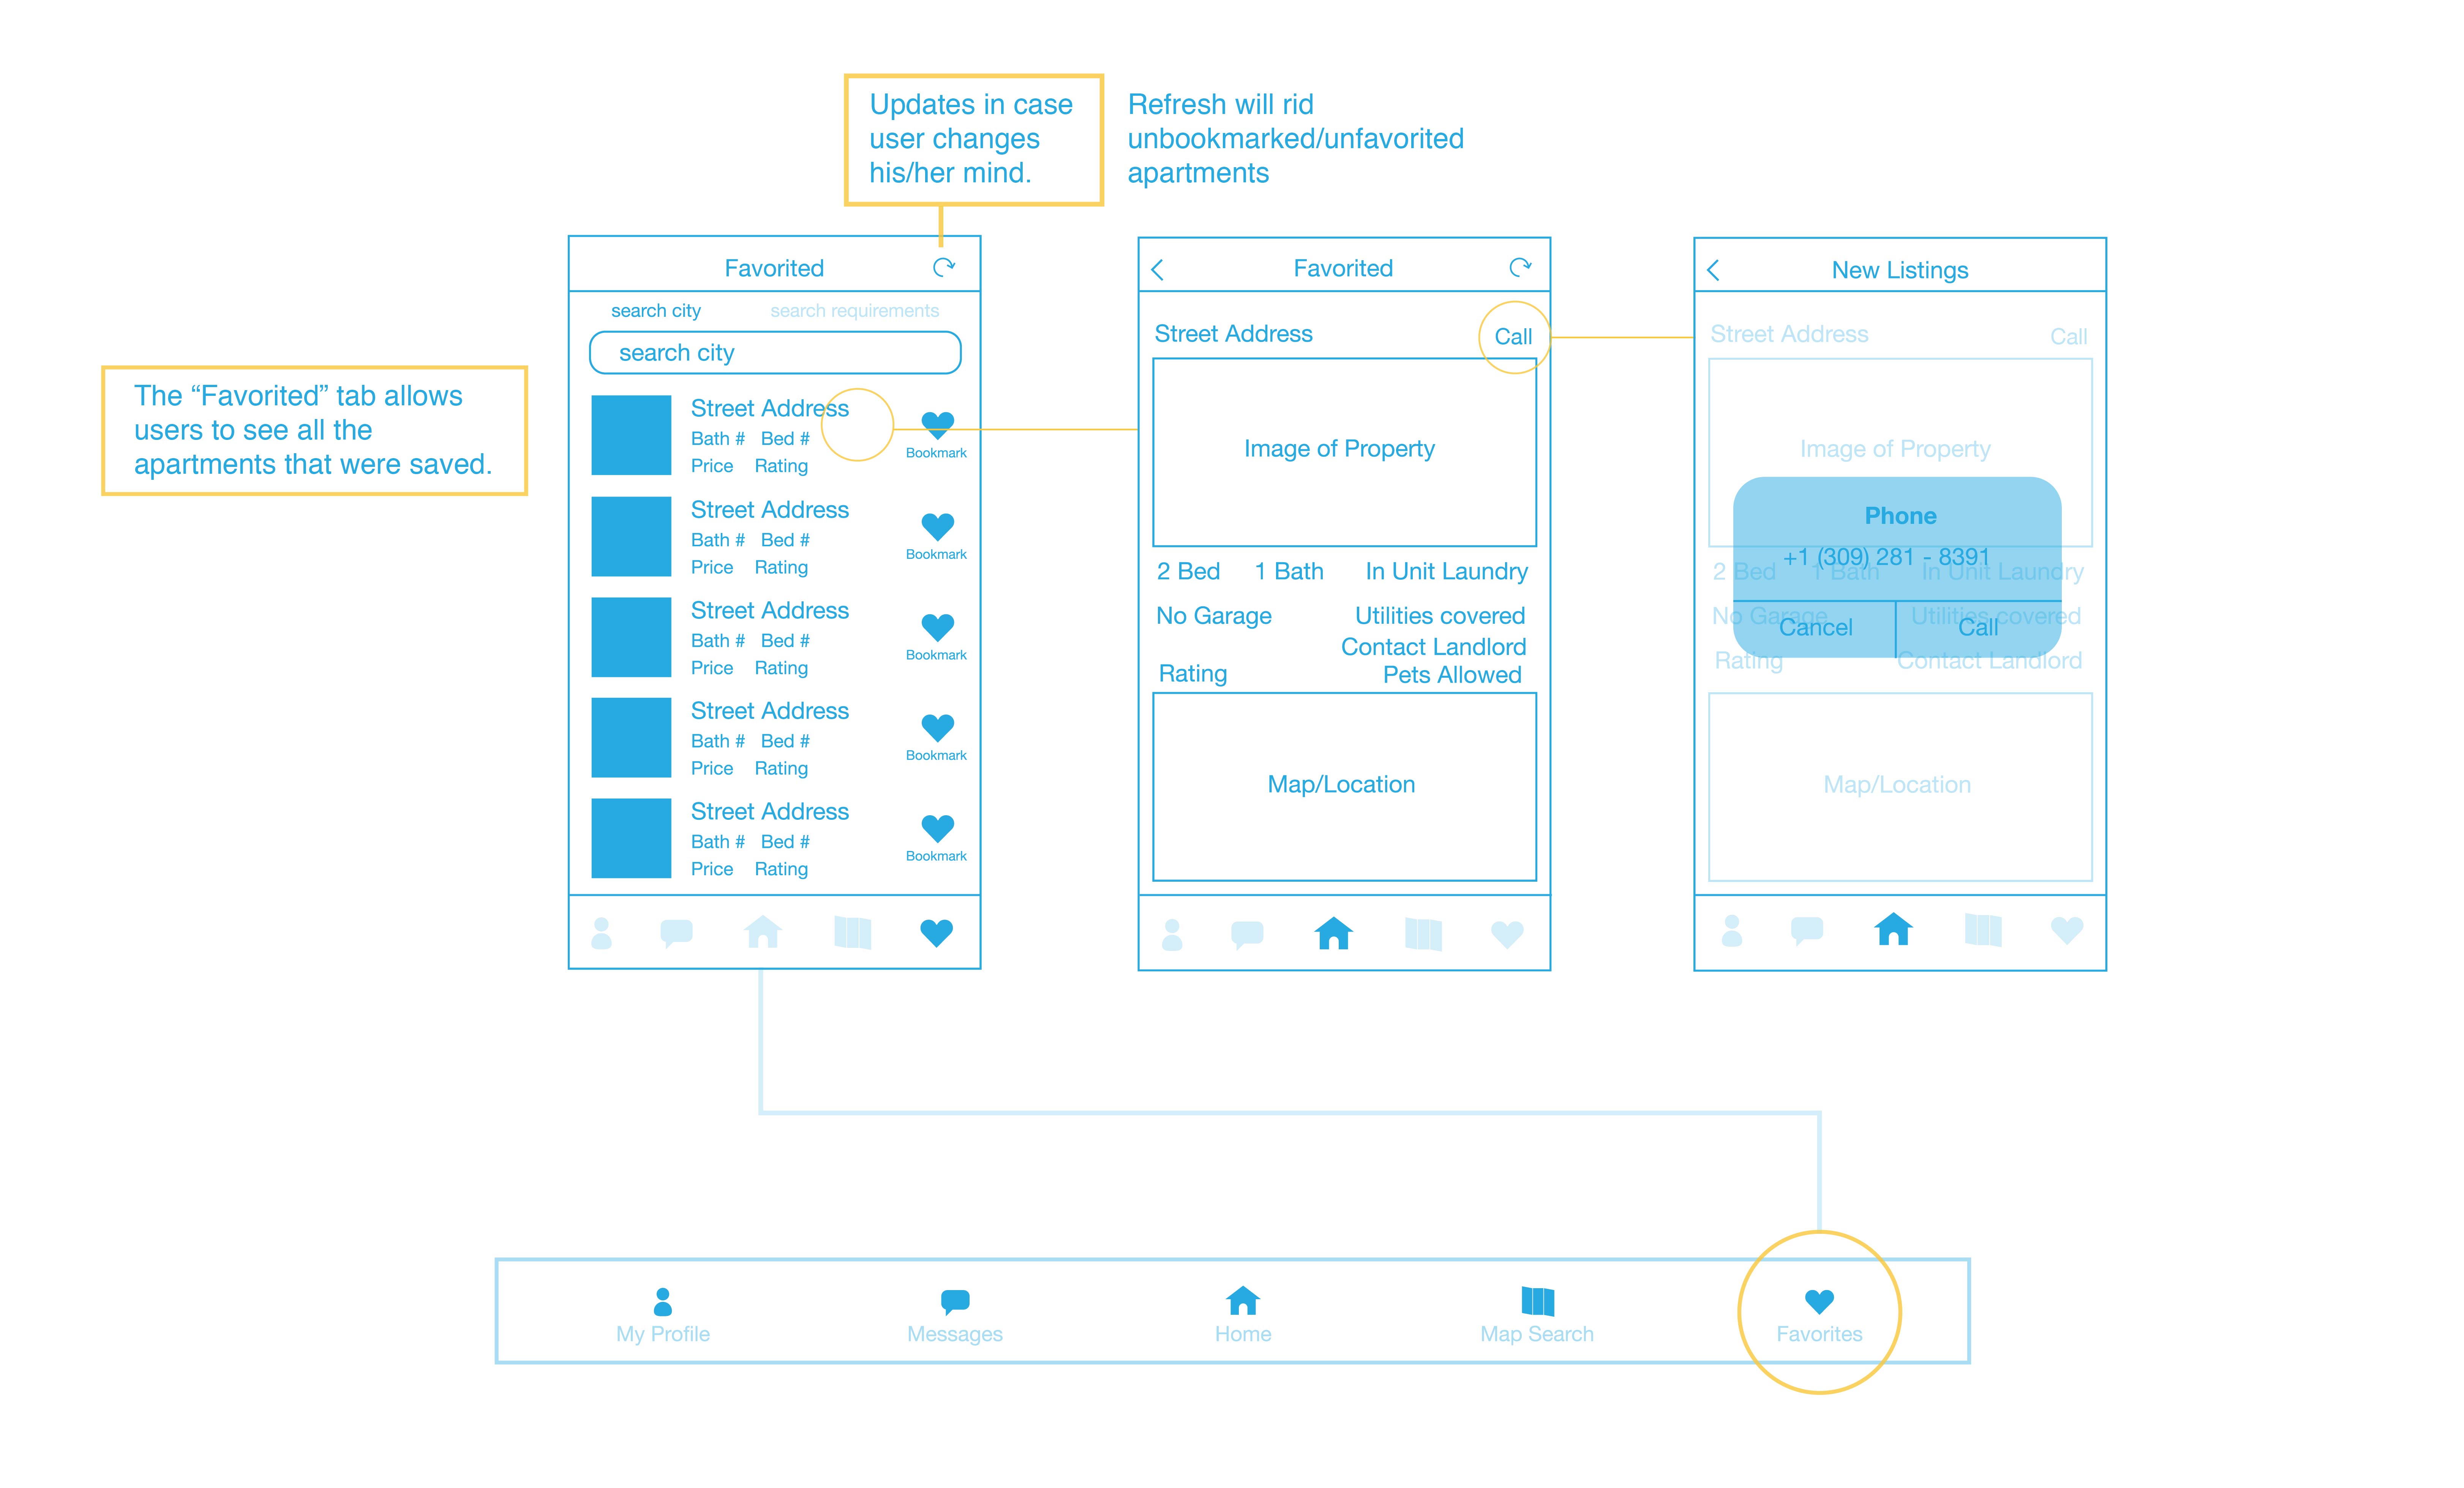 Updates in case
user changes
his/her mind.
Refresh will rid
unbookmarked/unfavorited
apartments
The “Favorited” tab allows
users to see all the
apartments that were saved.
Favorited
search city search requirements
search city
Street Address
Bath # Bed #
Price Rating
Bookmark
Street Address
Bath # Bed #
Price Rating
Bookmark
Street Address
Bath # Bed #
Price Rating
Bookmark
Street Address
Bath # Bed #
Price Rating
Bookmark
Street Address
Bath # Bed #
Price Rating
Bookmark
Favorited
Street Address Call
Image of Property
2 Bed 1 Bath In Unit Laundry
No Garage Utilities covered
Contact Landlord
Rating Pets Allowed
Map/Location
New Listings
Street Address Call
Image of Property
Phone
+1 (309) 281 - 8391
2 Bed 1 Bath In Unit Laundry
No Garage Utilities covered
Cancel Call
Rating Contact Landlord
Map/Location
My Profile Messages Home Map Search Favorites